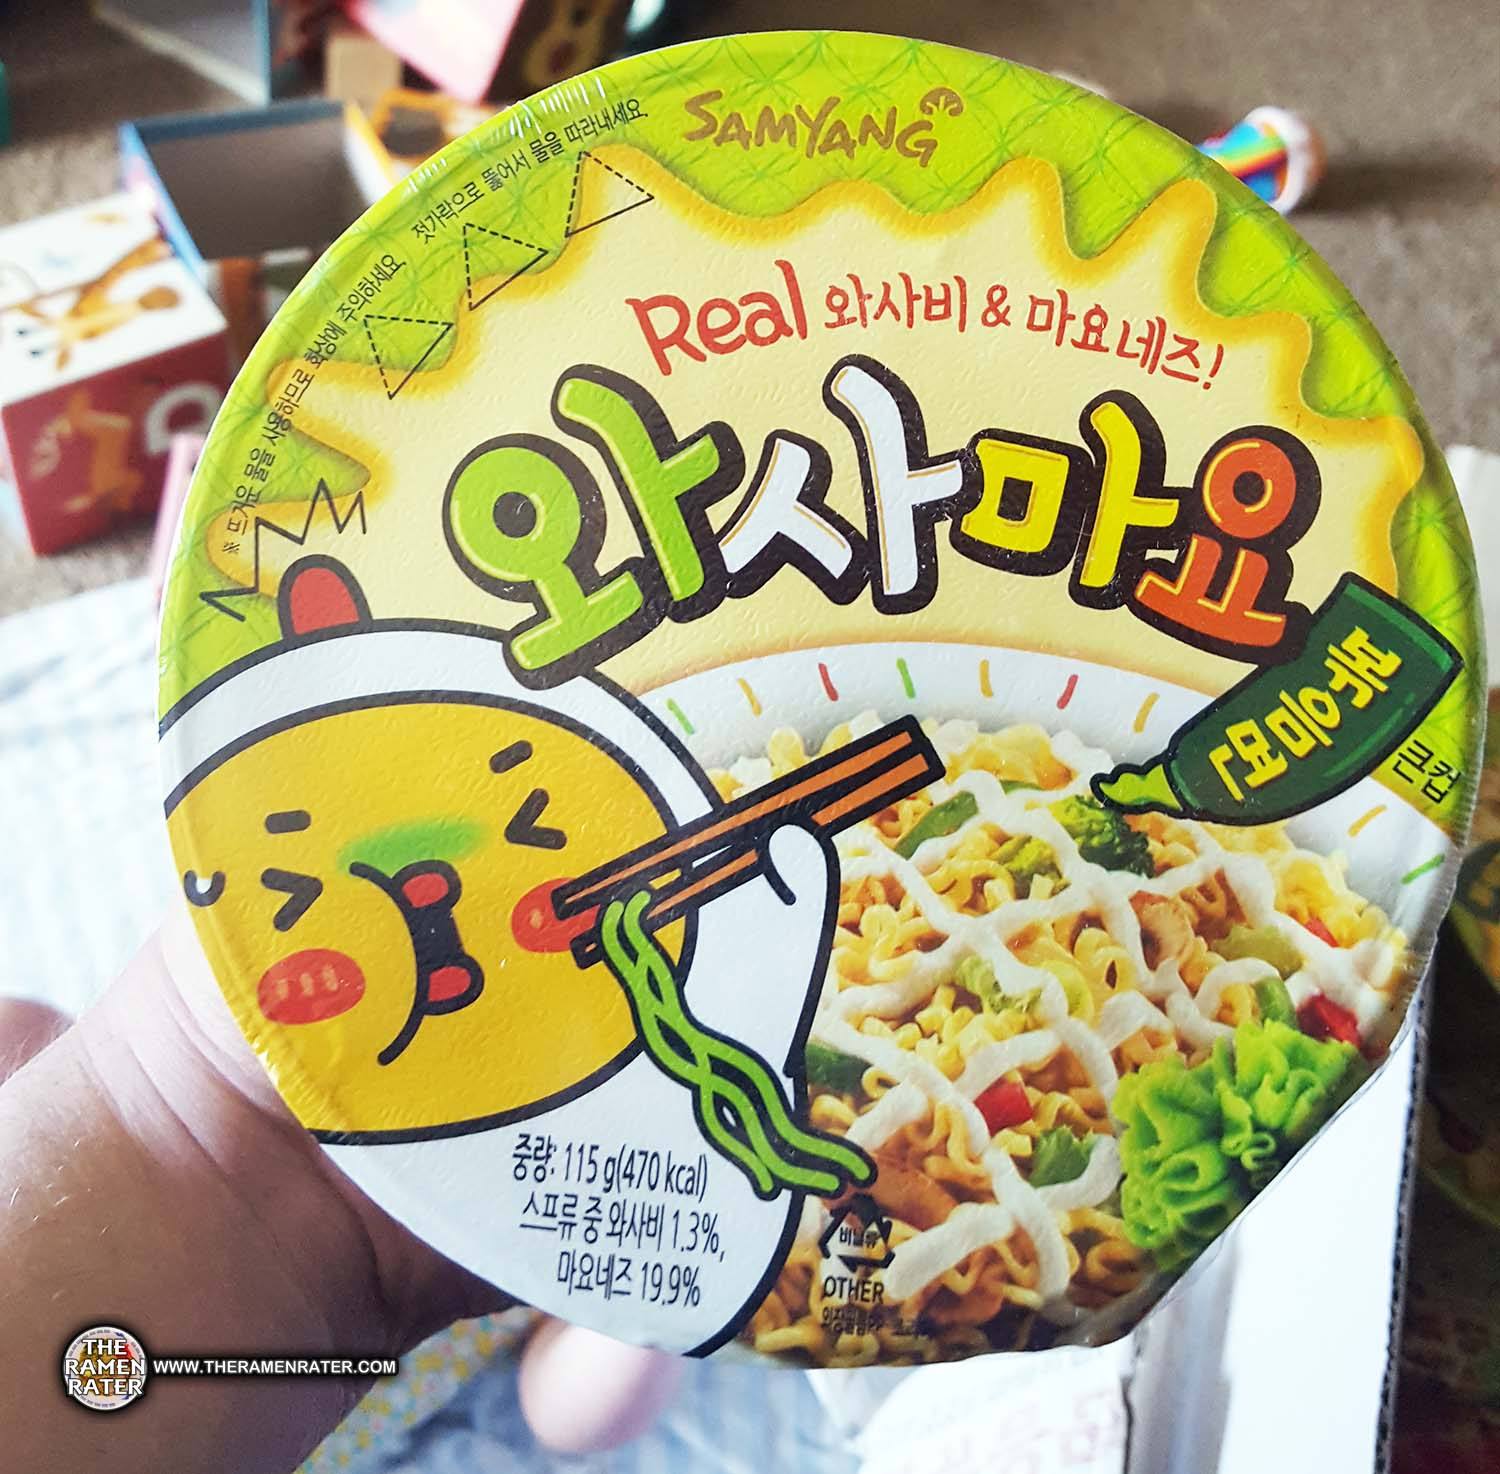 SAMYANG
젓가락으로 뚫어서 물을 따라내세요.
※ 뜨거운 물을 사용하므로 화상에 주의하세요.
Real 와사비 & 마요네즈!
와사마요
볶음면
큰컵
중량: 115 g(470 kcal)
스프류 중 와사비 1.3%,
마요네즈 19.9%
비닐류
OTHER
THE
RAMEN
RATER
WWW.THERAMENRATER.COM